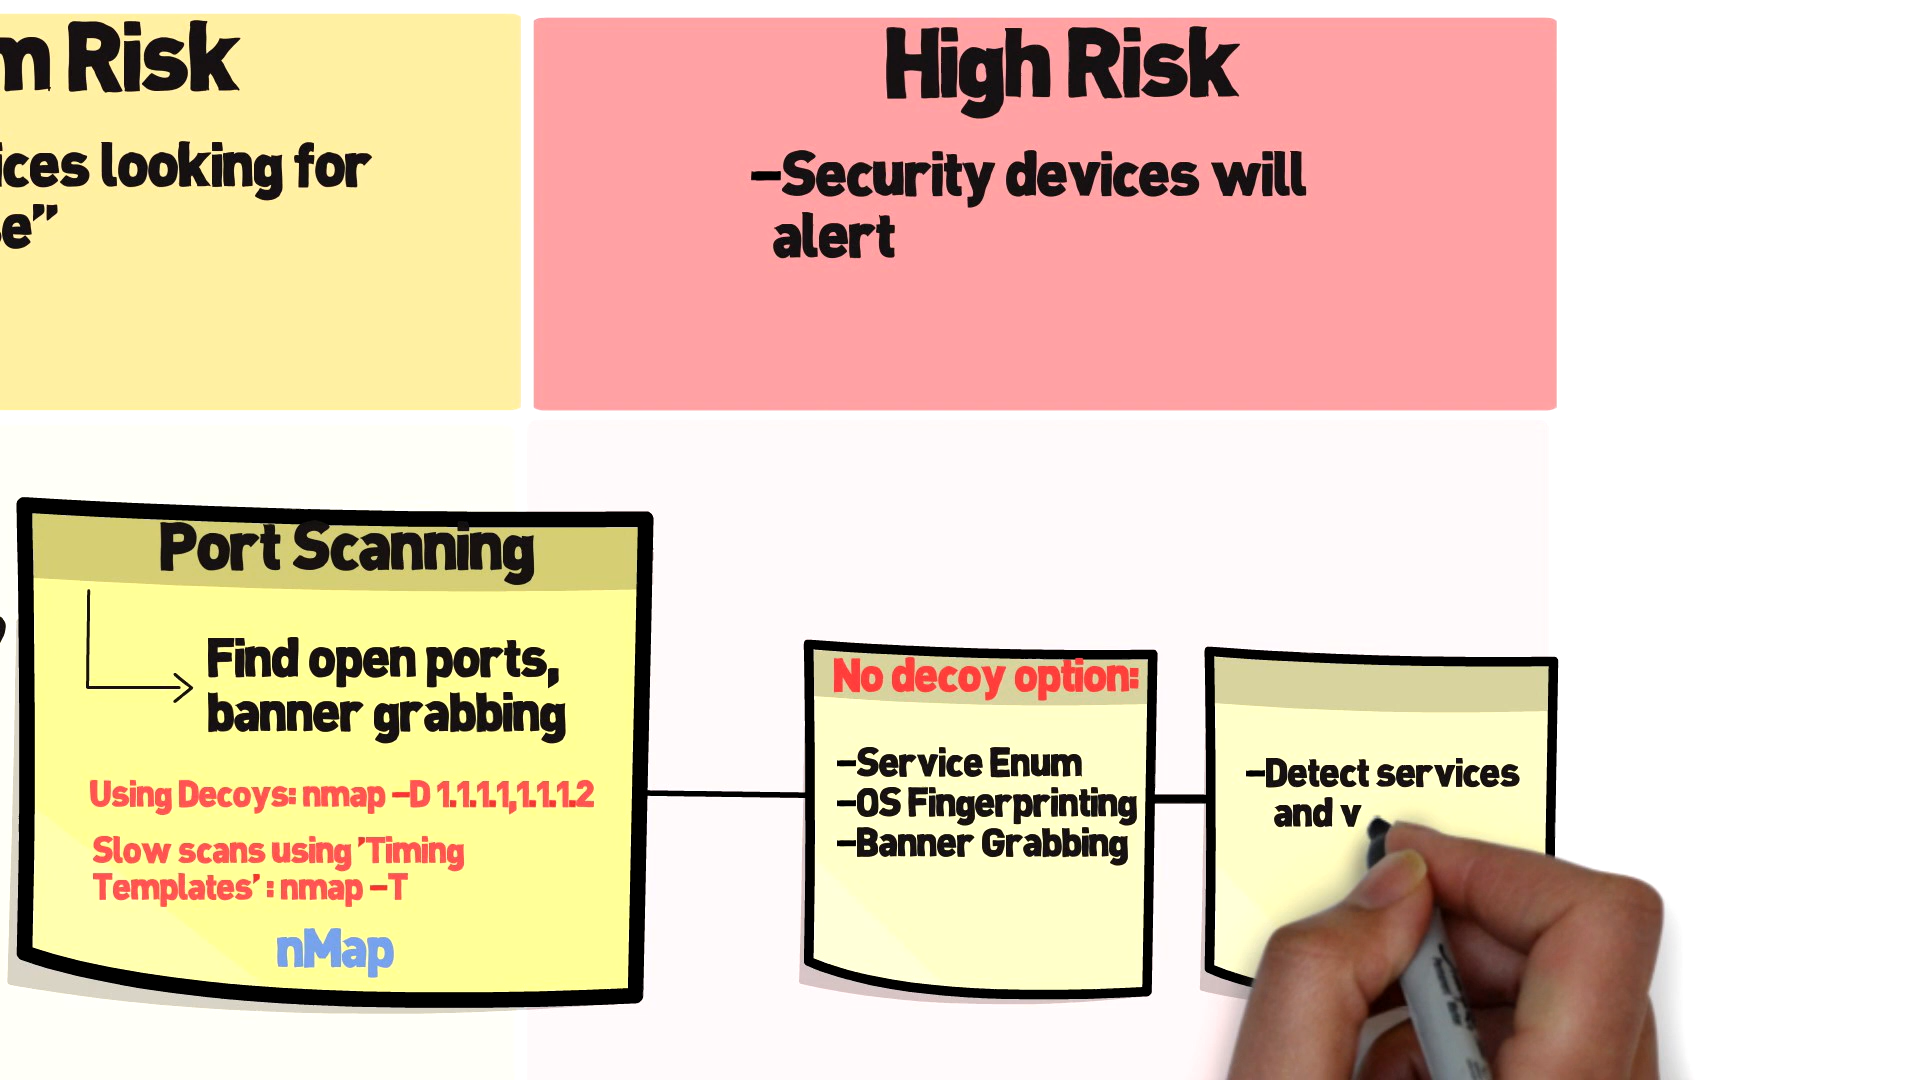 m Risk
ices looking for
e”
High Risk
-Security devices will
alert
Port Scanning
Find open ports,
banner grabbing
Using Decoys: nmap -D 1.1.1.1,1.1.1.2
Slow scans using 'Timing
Templates' : nmap -T
nMap
No decoy option:
-Service Enum
-OS Fingerprinting
-Banner Grabbing
-Detect services
and v